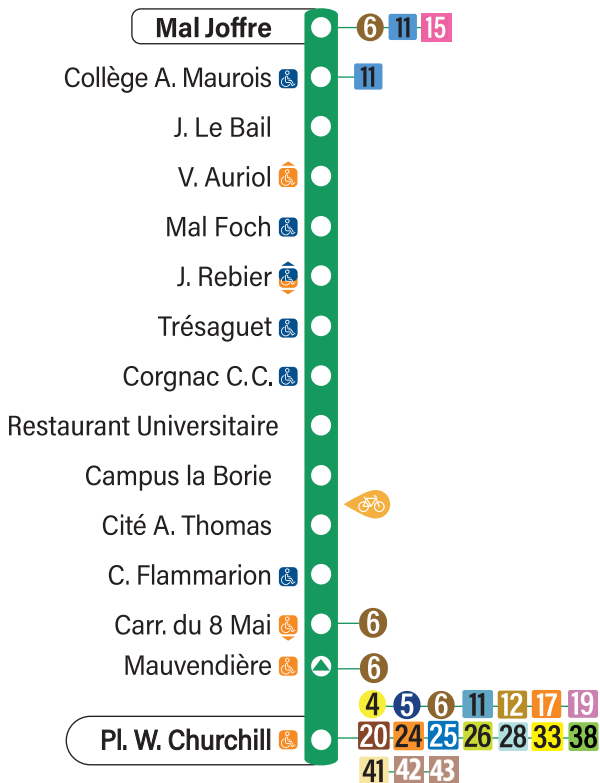 Mal Joffre 6 11 15
Collège A. Maurois 11
J. Le Bail
V. Auriol
Mal Foch
J. Rebier
Trésaguet
Corgnac C.C.
Restaurant Universitaire
Campus la Borie
Cité A. Thomas
C. Flammarion
Carr. du 8 Mai 6
Mauvendière 6
4 5 6 11 12 17 19
Pl. W. Churchill 20 24 25 26 28 33 38
41 42 43